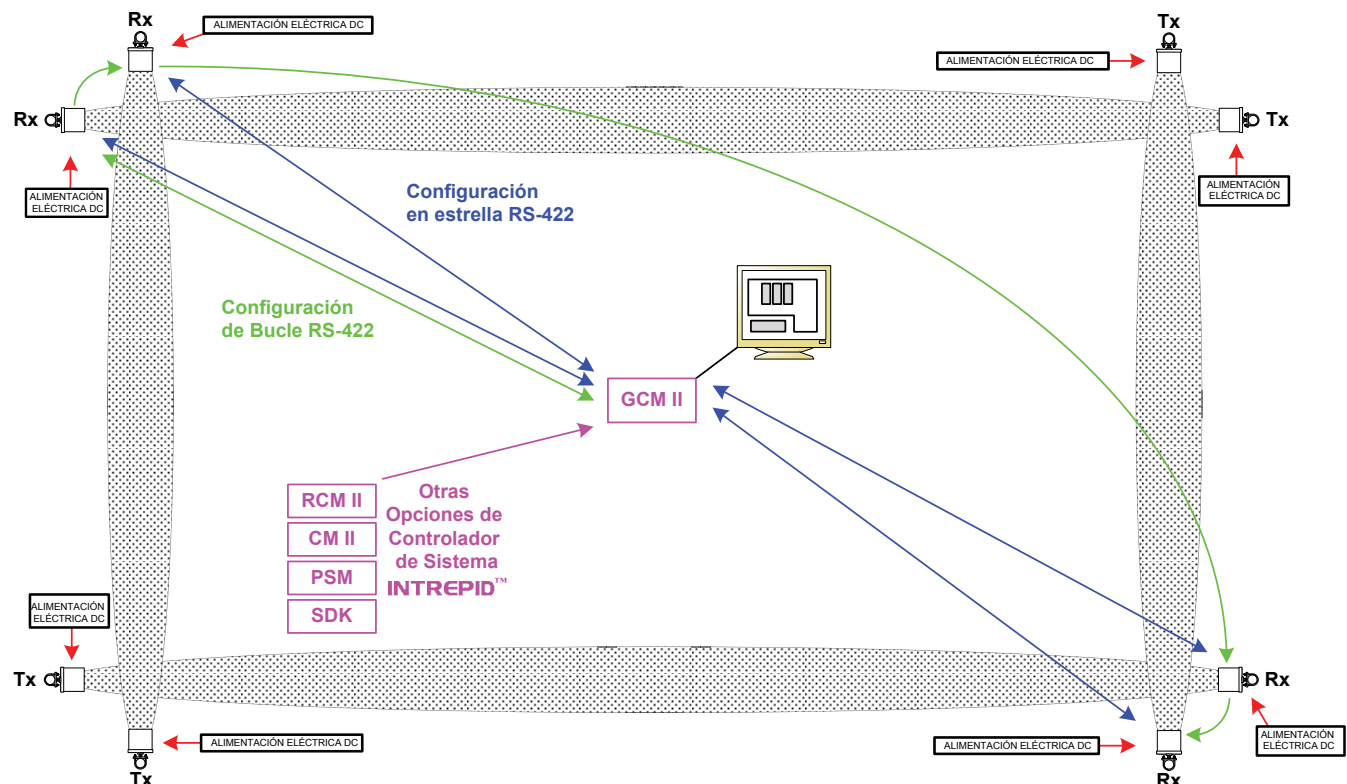 Rx
ALIMENTACIÓN ELÉCTRICA DC
Tx
ALIMENTACIÓN ELÉCTRICA DC
Rx
Tx
ALIMENTACIÓN
ELÉCTRICA DC
ALIMENTACIÓN
ELÉCTRICA DC
Configuración
en estrella RS-422
Configuración
de Bucle RS-422
GCM II
RCM II
CM II
PSM
SDK
Otras
Opciones de
Controlador
de Sistema
INTREPID™
ALIMENTACIÓN
ELÉCTRICA DC
Tx
Rx
ALIMENTACIÓN ELÉCTRICA DC
ALIMENTACIÓN ELÉCTRICA DC
ALIMENTACIÓN
ELÉCTRICA DC
Tx
Rx